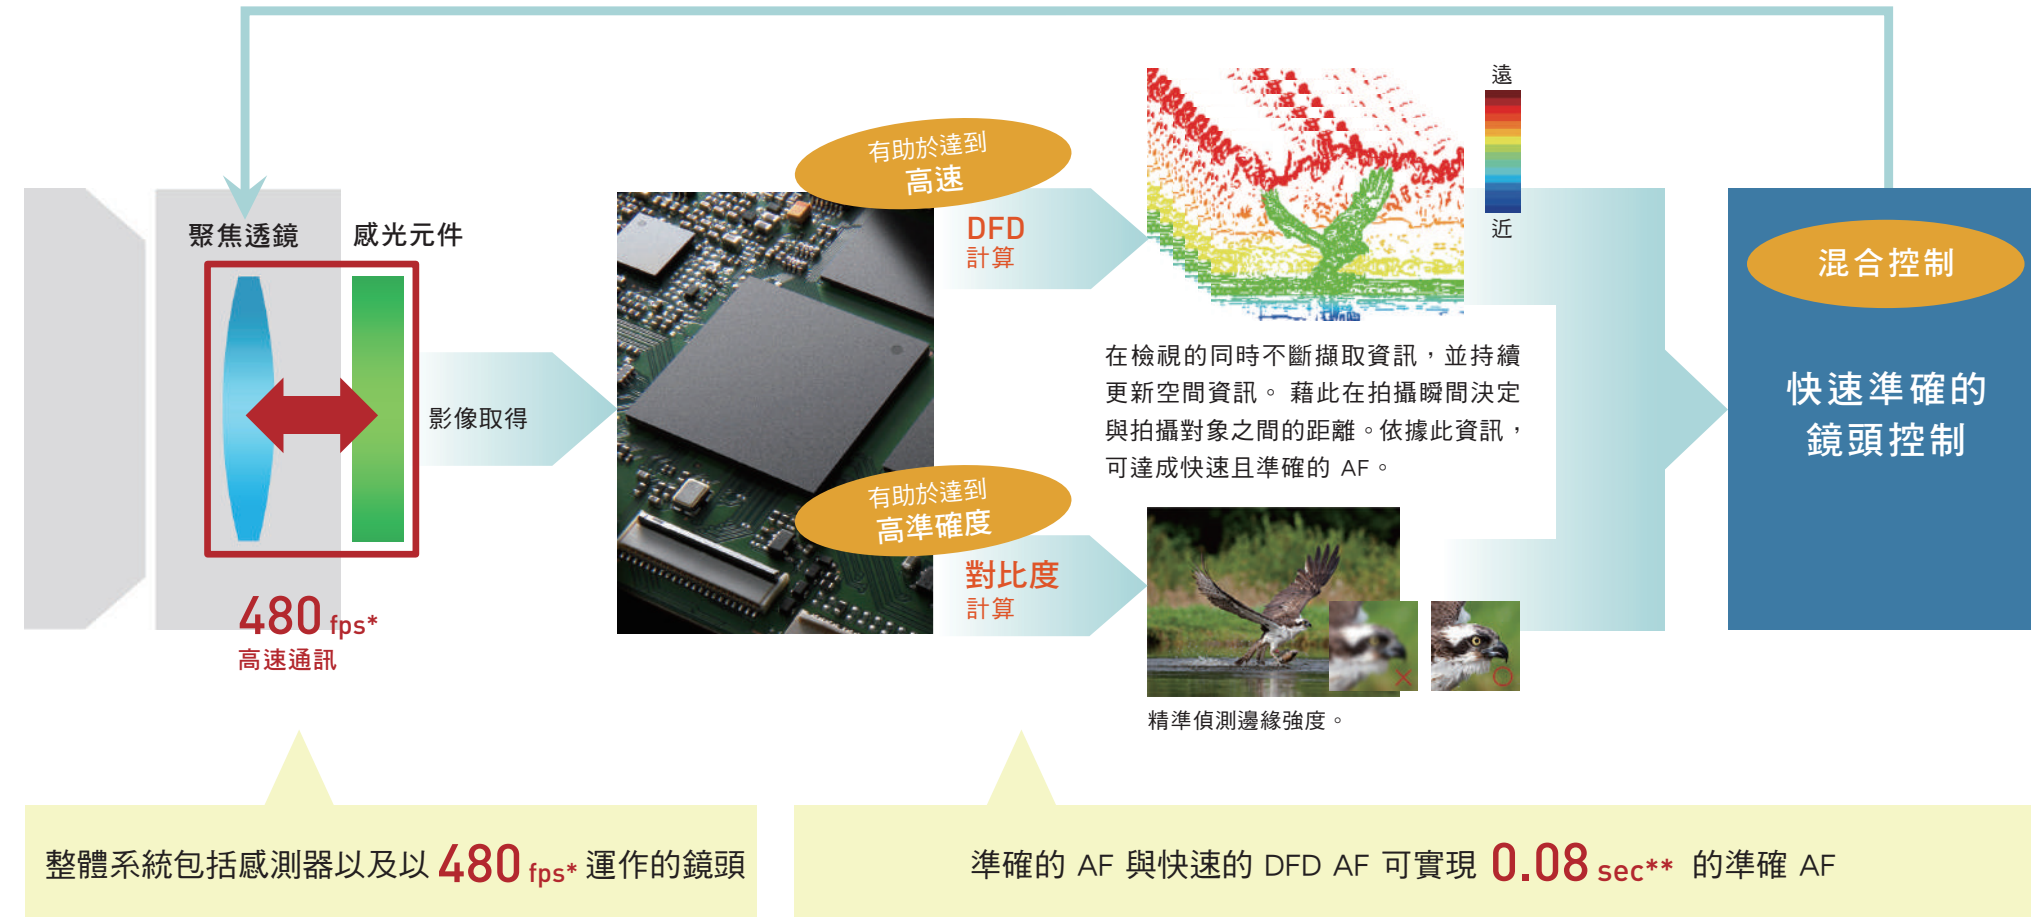 聚焦透鏡
感光元件
480 fps*
高速通訊
影像取得
有助於達到
高速
DFD
計算
遠
近
在檢視的同時不斷擷取資訊，並持續
更新空間資訊。 藉此在拍攝瞬間決定
與拍攝對象之間的距離。依據此資訊，
可達成快速且準確的 AF。
有助於達到
高準確度
對比度
計算
精準偵測邊緣強度。
混合控制
快速準確的
鏡頭控制
整體系統包括感測器以及以 480 fps* 運作的鏡頭
準確的 AF 與快速的 DFD AF 可實現 0.08 sec** 的準確 AF